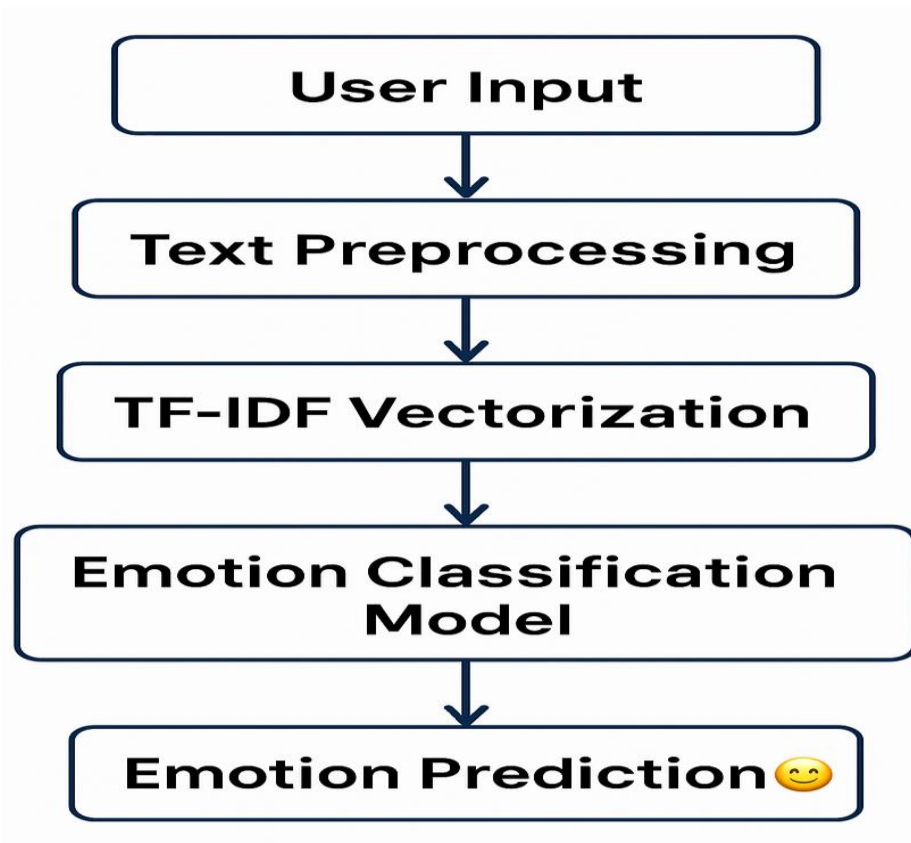 User Input
Text Preprocessing
TF-IDF Vectorization
Emotion Classification
Model
Emotion Prediction😊